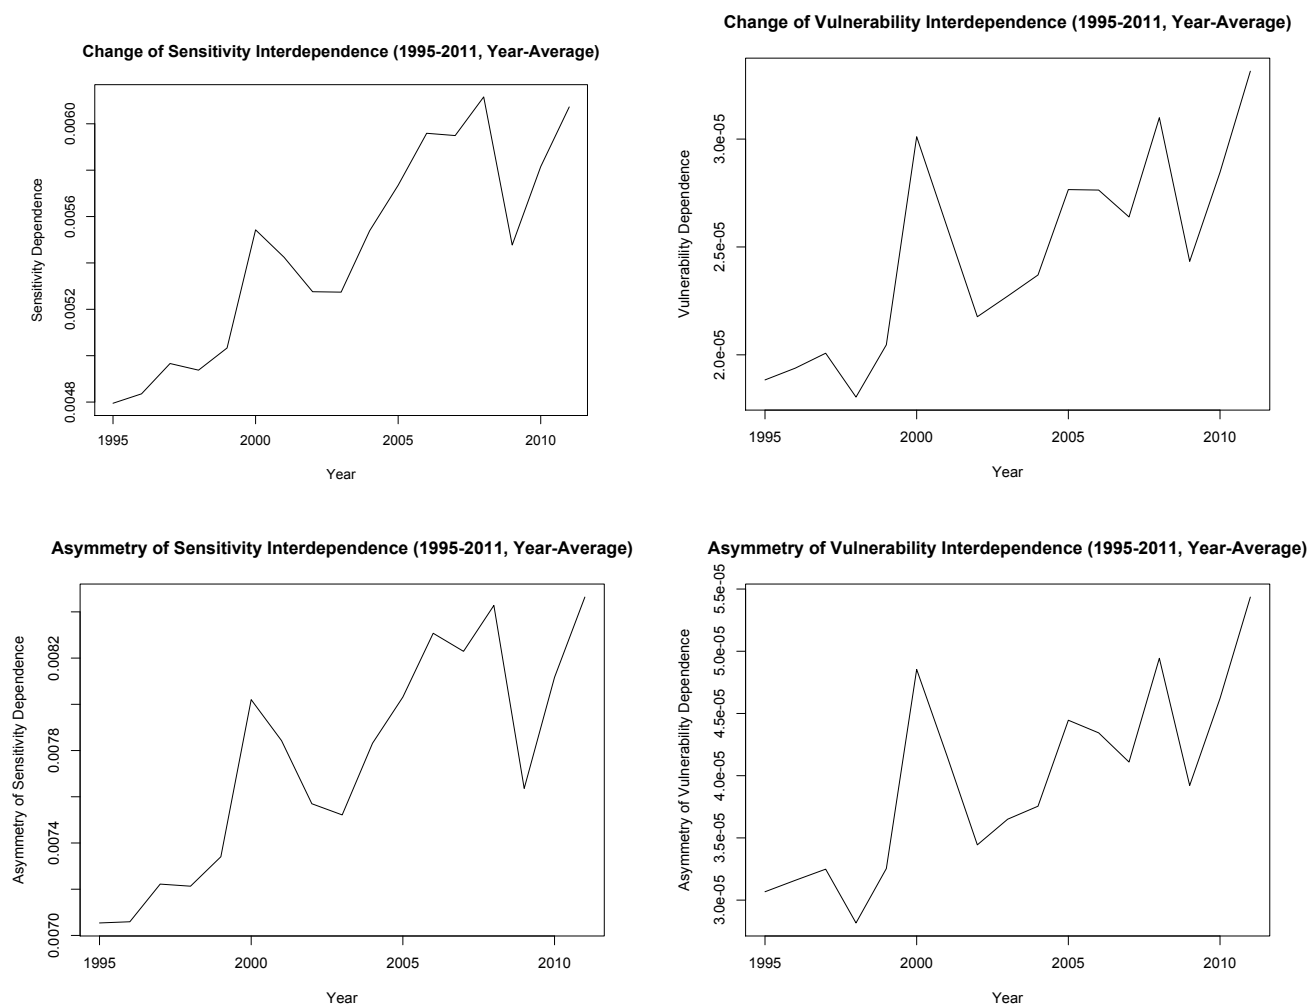 Change of Sensitivity Interdependence (1995-2011, Year-Average)
Sensitivity Dependence
0.0060
0.0056
0.0052
0.0048
1995 2000 2005 2010
Year
Change of Vulnerability Interdependence (1995-2011, Year-Average)
Vulnerability Dependence
3.0e-05
2.5e-05
2.0e-05
1995 2000 2005 2010
Year
Asymmetry of Sensitivity Interdependence (1995-2011, Year-Average)
Asymmetry of Sensitivity Dependence
0.0082
0.0078
0.0074
0.0070
1995 2000 2005 2010
Year
Asymmetry of Vulnerability Interdependence (1995-2011, Year-Average)
Asymmetry of Vulnerability Dependence
5.5e-05
5.0e-05
4.5e-05
4.0e-05
3.5e-05
3.0e-05
1995 2000 2005 2010
Year